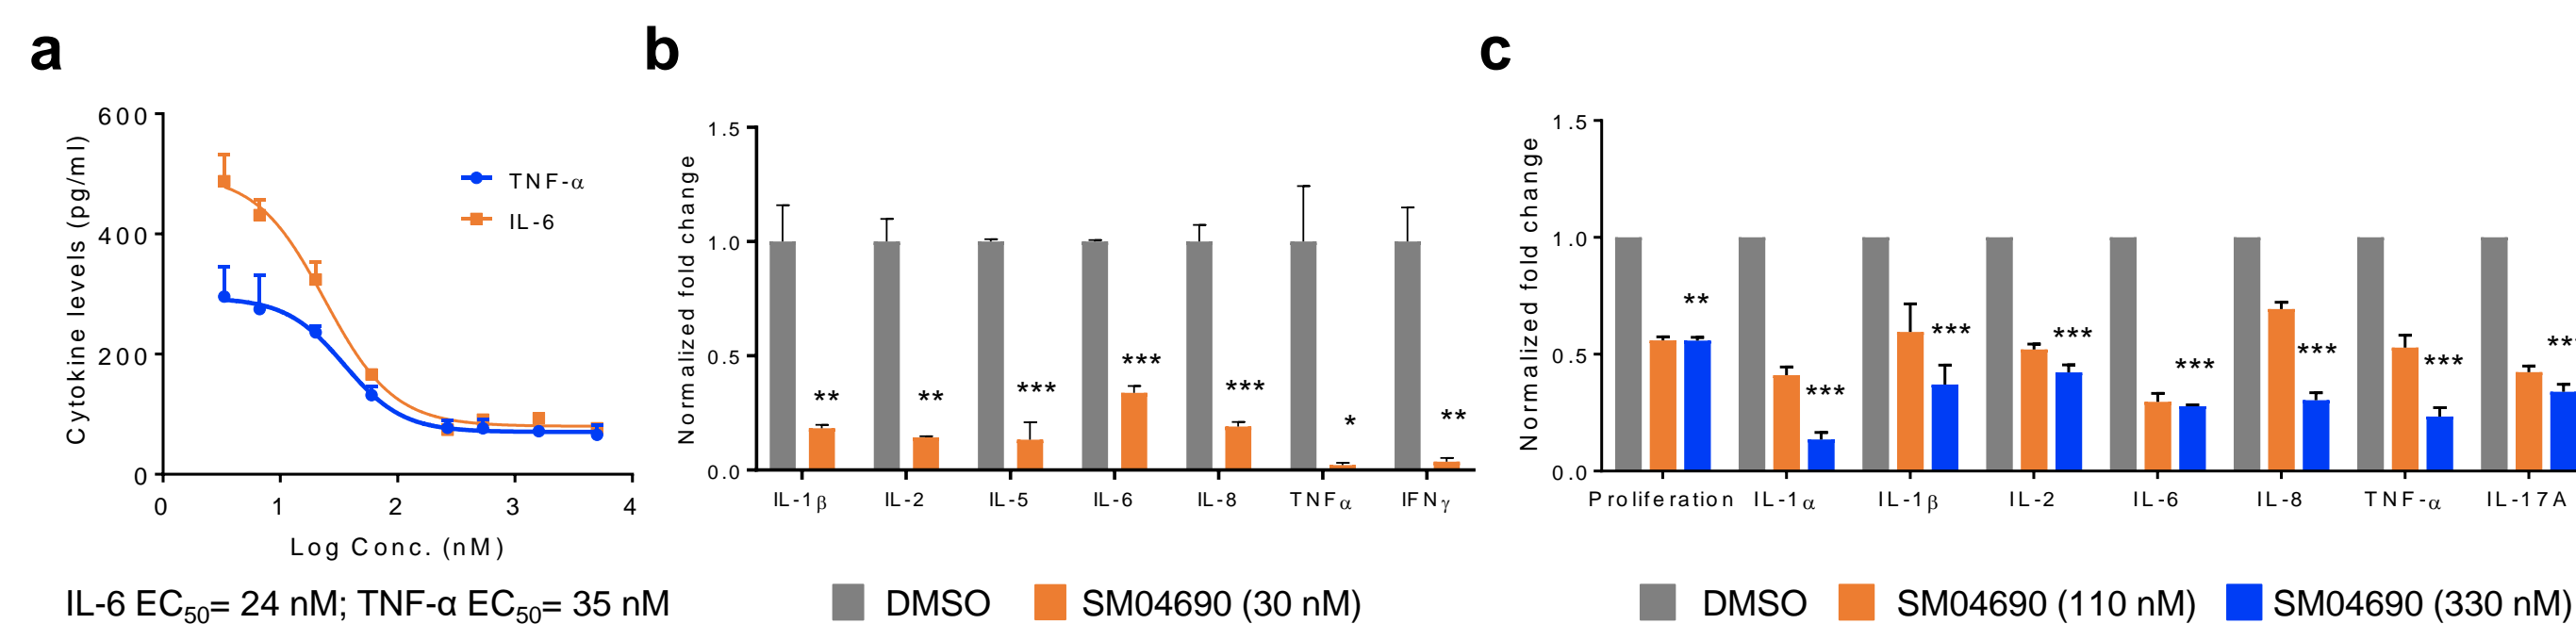 a
b
c
600
400
200
0
Cytokine levels (pg/ml)
TNF-α
IL-6
0 1 2 3 4
Log Conc. (nM)
IL-6 EC50= 24 nM; TNF-α EC50= 35 nM
1.5
1.0
0.5
0.0
Normalized fold change
** ** *** *** *** * **
IL-1β IL-2 IL-5 IL-6 IL-8 TNFα IFNγ
DMSO SM04690 (30 nM)
1.5
1.0
0.5
0.0
Normalized fold change
** *** *** *** *** *** ***
Proliferation IL-1α IL-1β IL-2 IL-6 IL-8 TNF-α IL-17A
DMSO SM04690 (110 nM) SM04690 (330 nM)